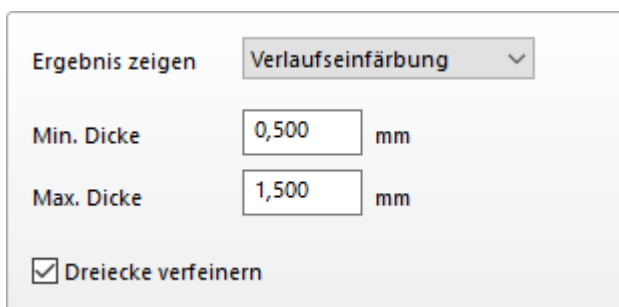 Ergebnis zeigen Verlaufseinfärbung
Min. Dicke 0,500 mm
Max. Dicke 1,500 mm
Dreiecke verfeinern